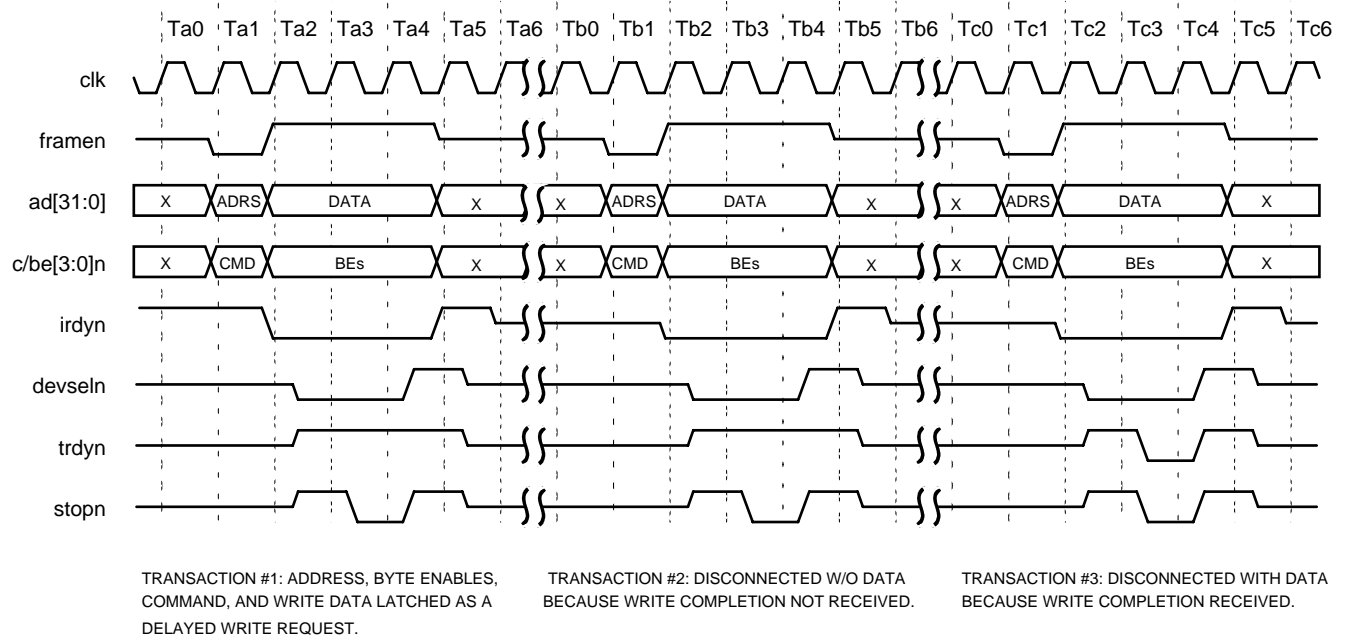 Ta0 Ta1 Ta2 Ta3 Ta4 Ta5 Ta6 Tb0 Tb1 Tb2 Tb3 Tb4 Tb5 Tb6 Tc0 Tc1 Tc2 Tc3 Tc4 Tc5 Tc6
clk
framen
ad[31:0] X ADRS DATA X X ADRS DATA X X ADRS DATA X
c/be[3:0]n X CMD BEs X X CMD BEs X X CMD BEs X
irdyn
devseln
trdyn
stopn
TRANSACTION #1: ADDRESS, BYTE ENABLES,
COMMAND, AND WRITE DATA LATCHED AS A
DELAYED WRITE REQUEST.
TRANSACTION #2: DISCONNECTED W/O DATA
BECAUSE WRITE COMPLETION NOT RECEIVED.
TRANSACTION #3: DISCONNECTED WITH DATA
BECAUSE WRITE COMPLETION RECEIVED.